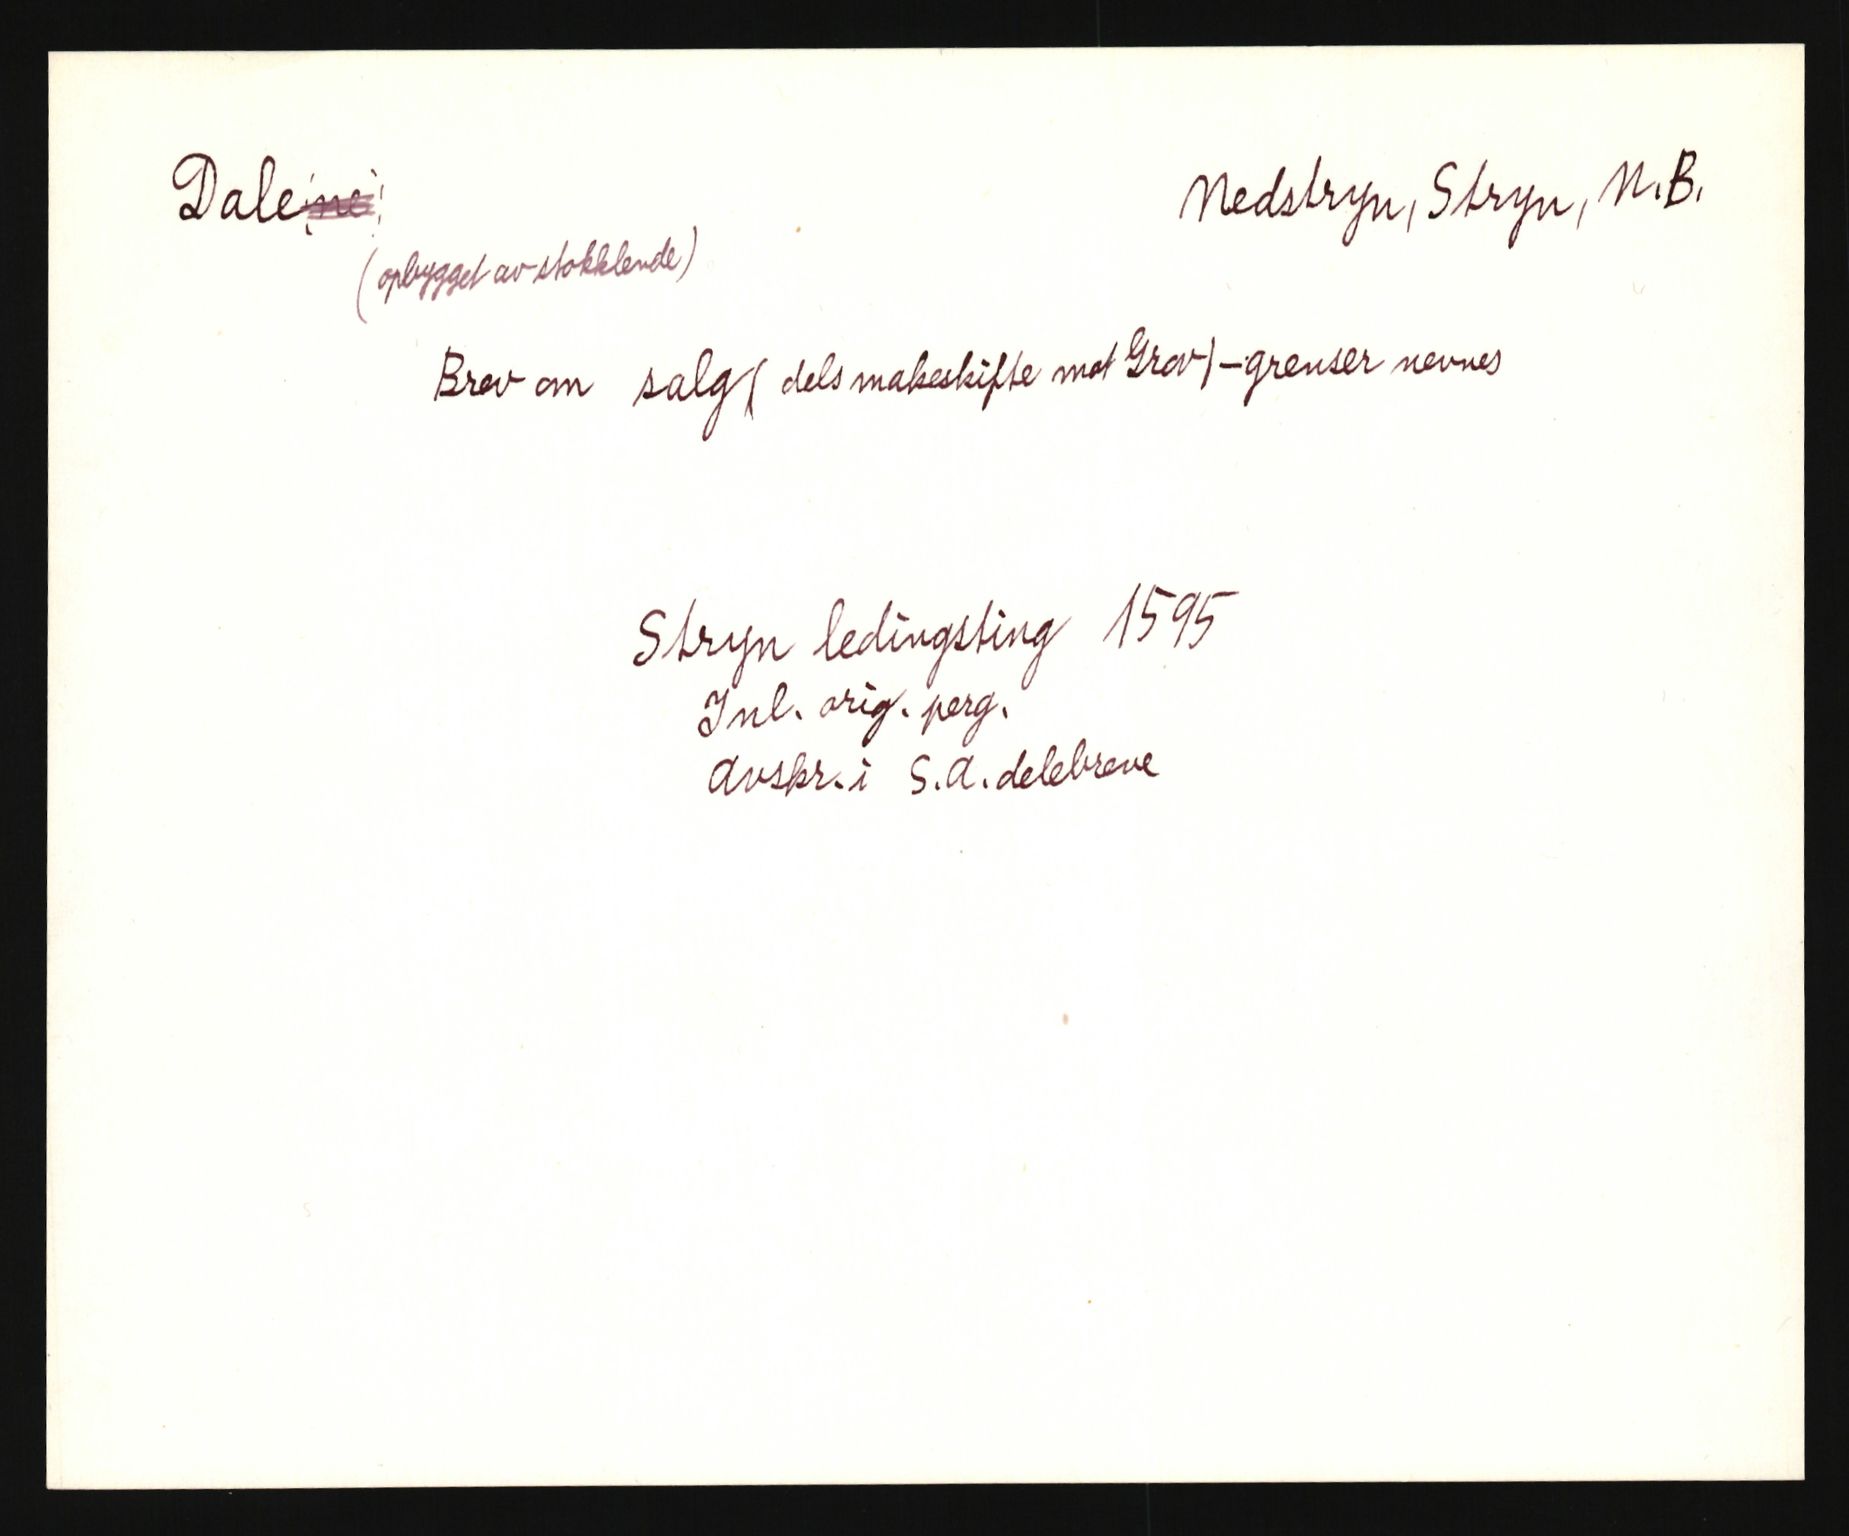 Dale Nedstryn, Stryn, N.B.
(opbygget av stokklende)
Brev om salg (dels makeskifte mot Grov) – grenser nevnes
Stryn ledingsting 1595
Inl. orig. perg.
Avskr. i S.A. delebreve